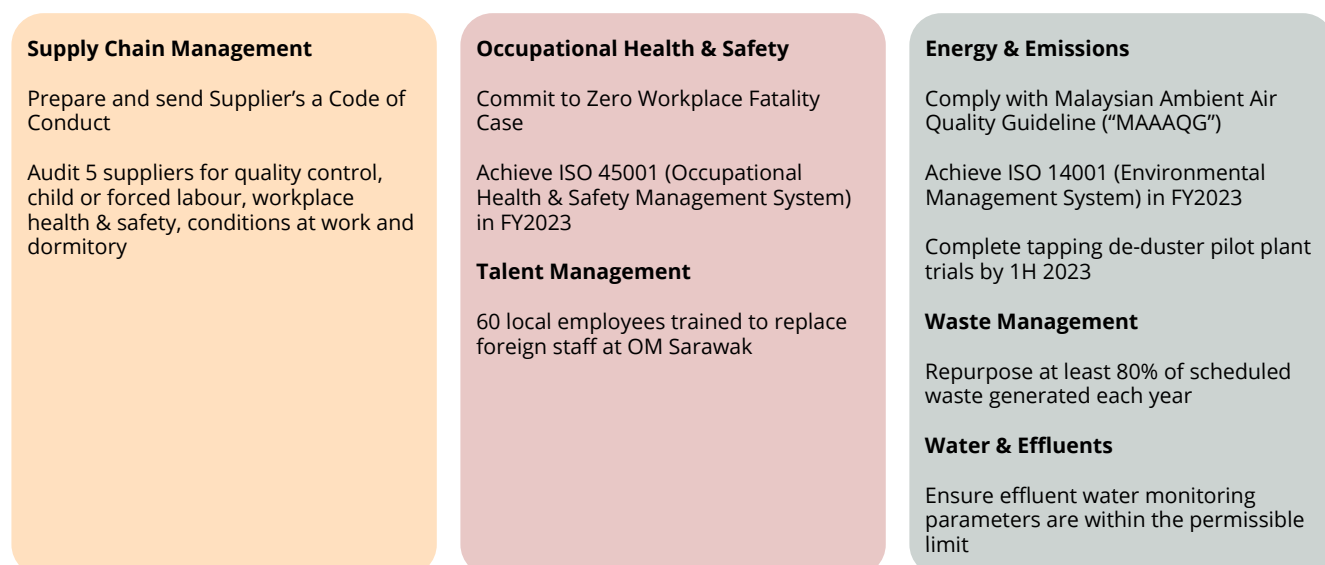 Supply Chain Management
Prepare and send Supplier’s a Code of
Conduct
Audit 5 suppliers for quality control,
child or forced labour, workplace
health & safety, conditions at work and
dormitory
Occupational Health & Safety
Commit to Zero Workplace Fatality
Case
Achieve ISO 45001 (Occupational
Health & Safety Management System)
in FY2023
Talent Management
60 local employees trained to replace
foreign staff at OM Sarawak
Energy & Emissions
Comply with Malaysian Ambient Air
Quality Guideline (“MAAAQG”)
Achieve ISO 14001 (Environmental
Management System) in FY2023
Complete tapping de-duster pilot plant
trials by 1H 2023
Waste Management
Repurpose at least 80% of scheduled
waste generated each year
Water & Effluents
Ensure effluent water monitoring
parameters are within the permissible
limit